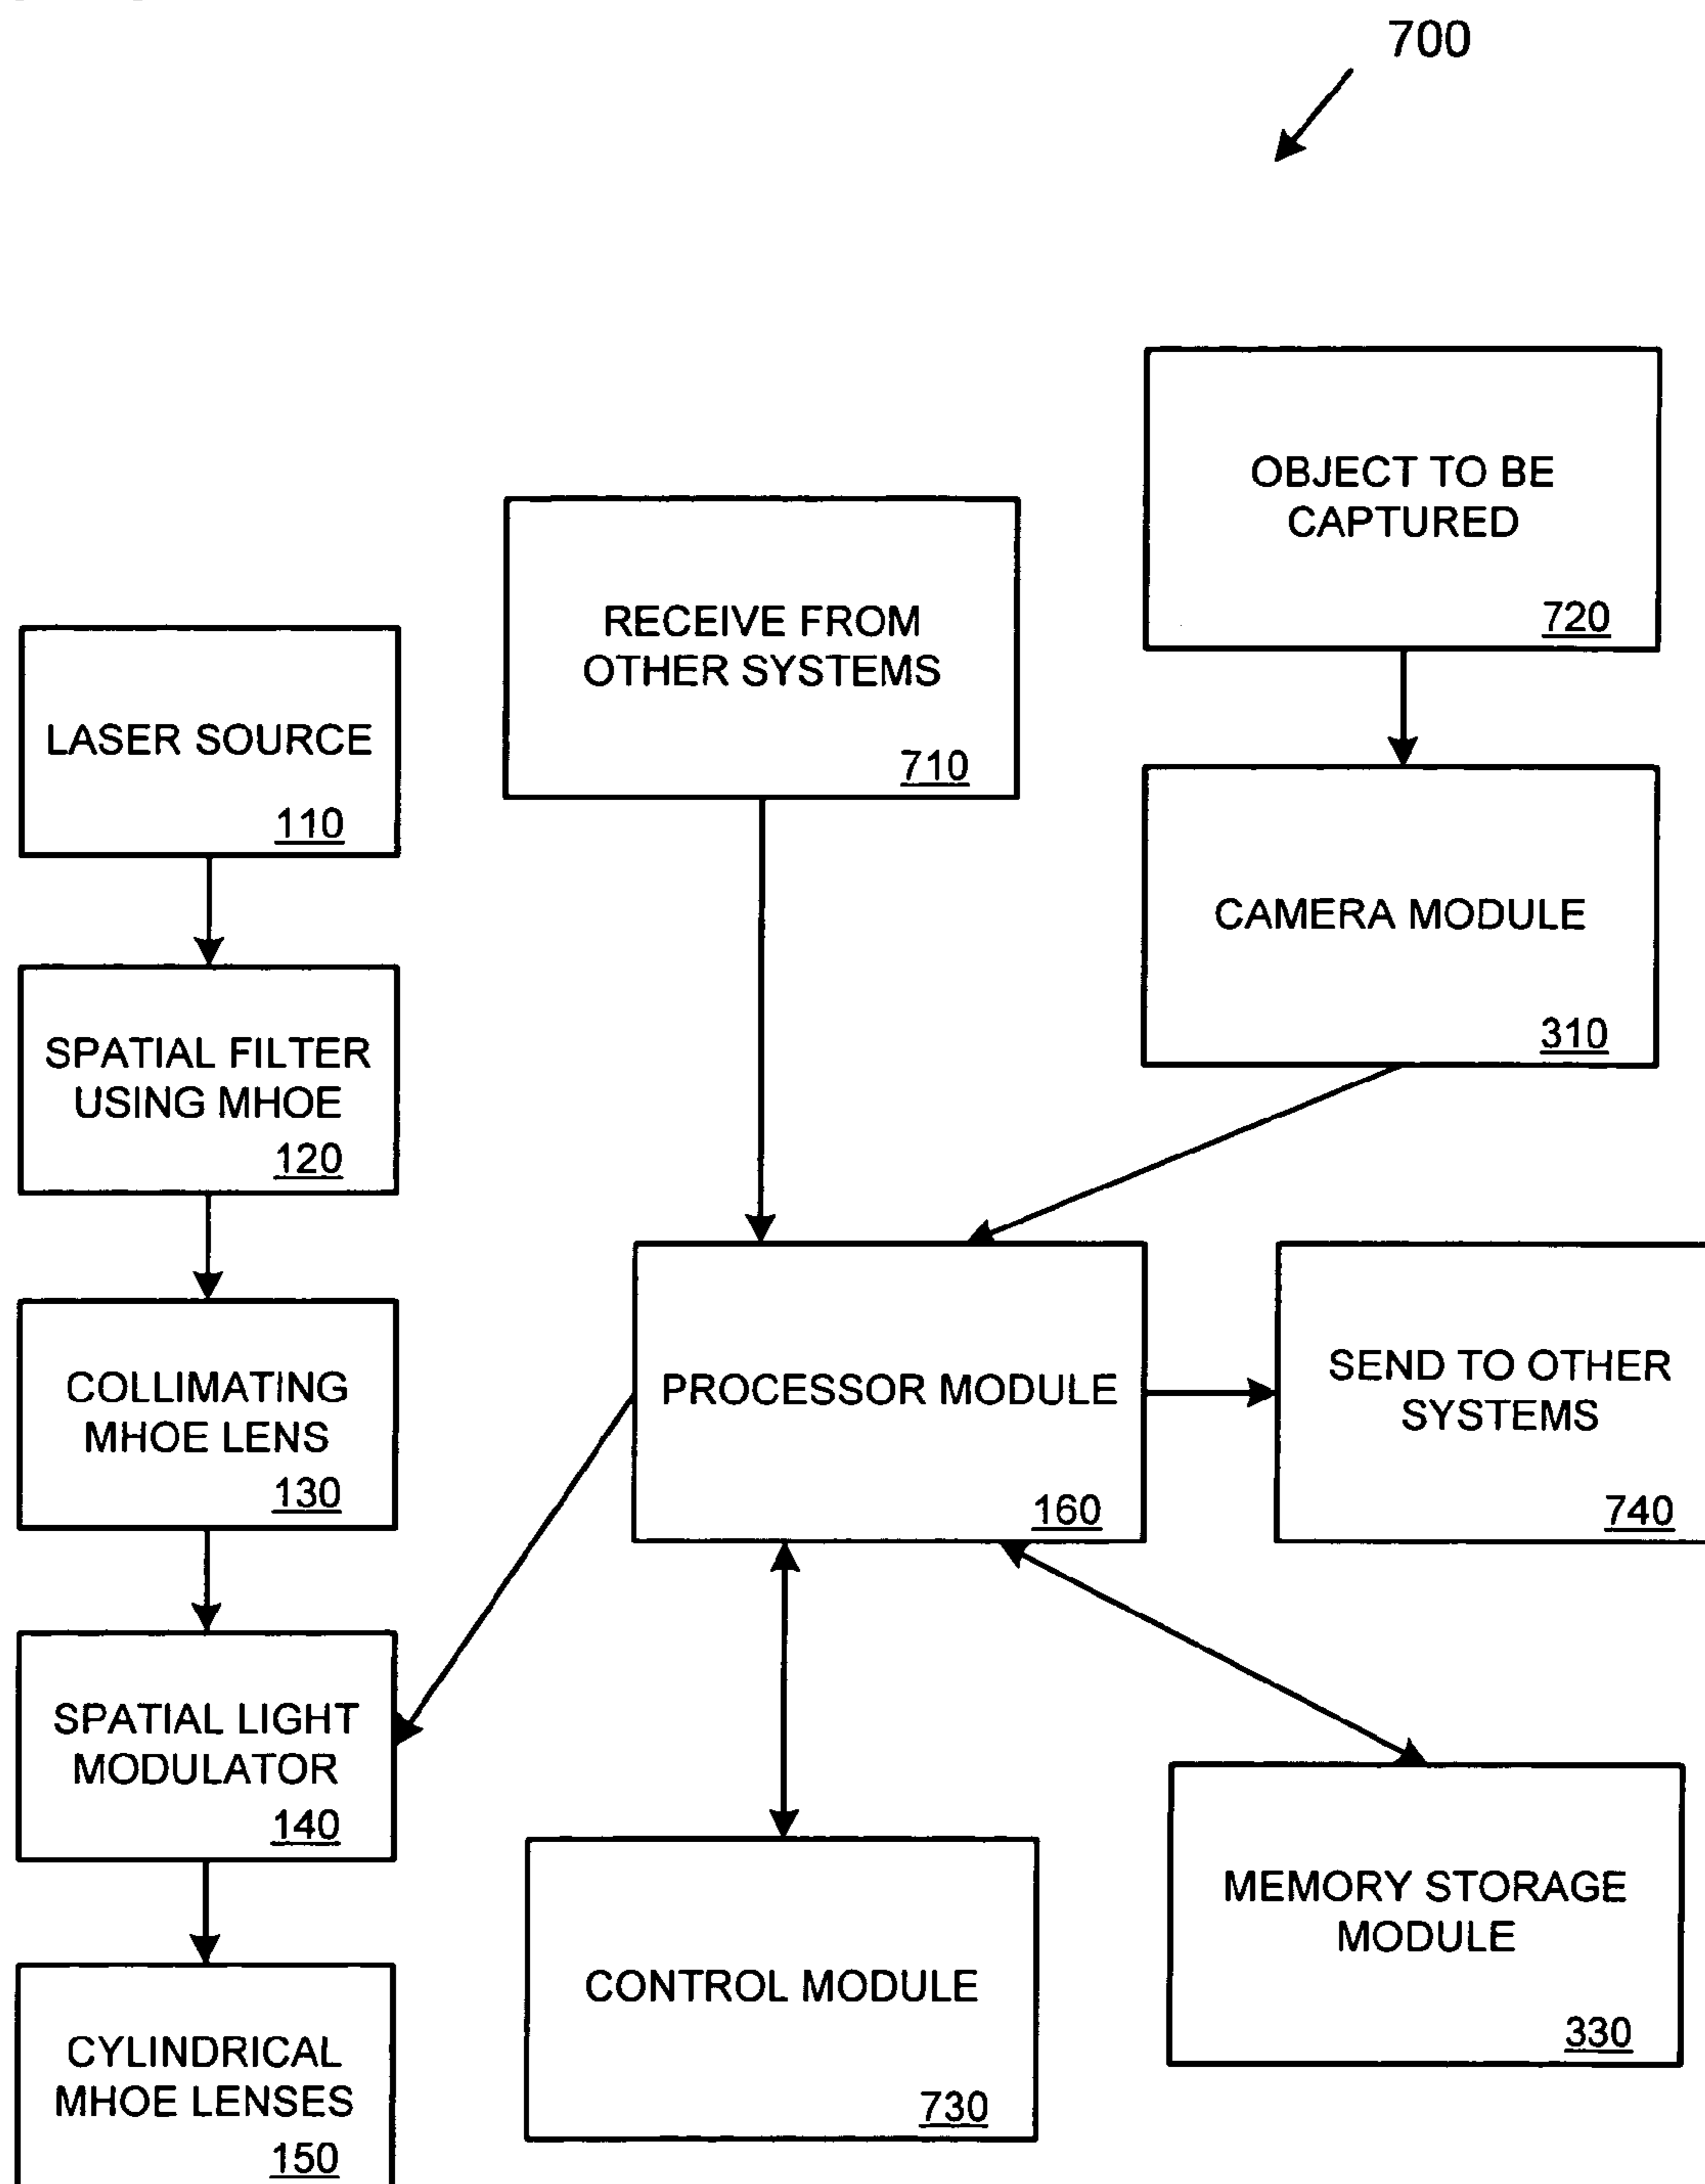 700
OBJECT TO BE
CAPTURED
720
RECEIVE FROM
OTHER SYSTEMS
710
LASER SOURCE
110
CAMERA MODULE
310
SPATIAL FILTER
USING MHOE
120
COLLIMATING
MHOE LENS
130
PROCESSOR MODULE
160
SEND TO OTHER
SYSTEMS
740
SPATIAL LIGHT
MODULATOR
140
CONTROL MODULE
730
MEMORY STORAGE
MODULE
330
CYLINDRICAL
MHOE LENSES
150